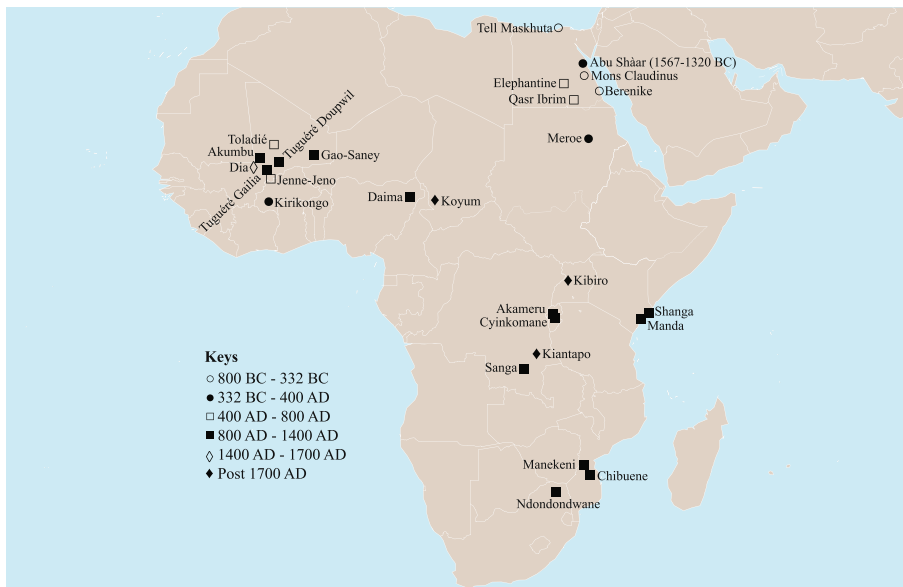 Tell Maskhuta
Abu Shàar (1567-1320 BC)
Mons Claudinus
Elephantine
Berenike
Qasr Ibrim
Meroe
Toladié
Tuguéré Doupwil
Akumbu
Gao-Saney
Dia
Tuguéré Gailia
Jenne-Jeno
Kirikongo
Daima
Koyum
Kibiro
Akameru
Cyinkomane
Shanga
Manda
Kiantapo
Sanga
Keys
800 BC - 332 BC
332 BC - 400 AD
400 AD - 800 AD
800 AD - 1400 AD
1400 AD - 1700 AD
Post 1700 AD
Manekeni
Chibuene
Ndondondwane